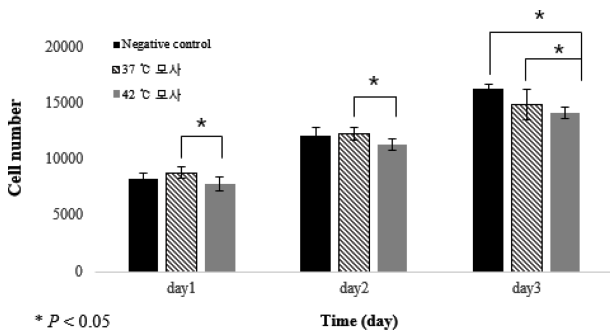 20000
15000
10000
5000
0
Cell number
Negative control
37 ℃ 모사
42 ℃ 모사
*
*
*
*
day1
day2
day3
* P < 0.05
Time (day)